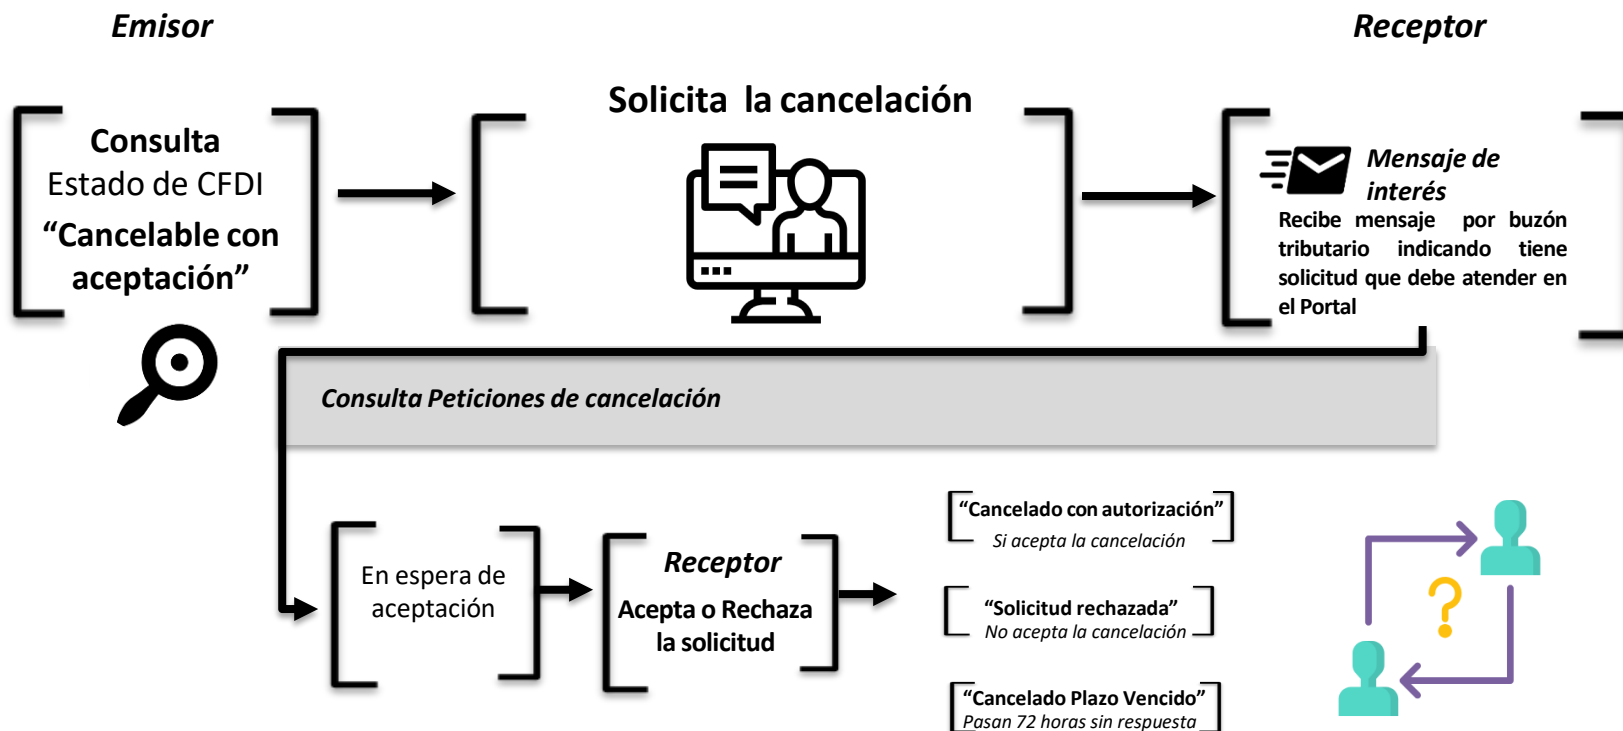 Emisor
Receptor
Consulta
Estado de CFDI
“Cancelable con
aceptación”
Solicita la cancelación
Mensaje de
interés
Recibe mensaje por buzón
tributario indicando tiene
solicitud que debe atender en
el Portal
Consulta Peticiones de cancelación
En espera de
aceptación
Receptor
Acepta o Rechaza
la solicitud
“Cancelado con autorización”
Si acepta la cancelación
“Solicitud rechazada”
No acepta la cancelación
“Cancelado Plazo Vencido”
Pasan 72 horas sin respuesta
?